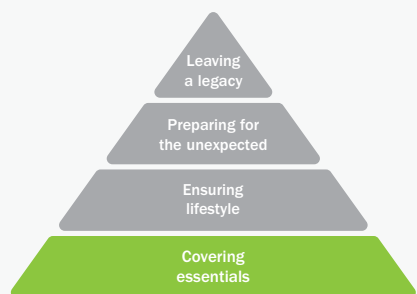 Leaving
a legacy
Preparing for
the unexpected
Ensuring
lifestyle
Covering
essentials